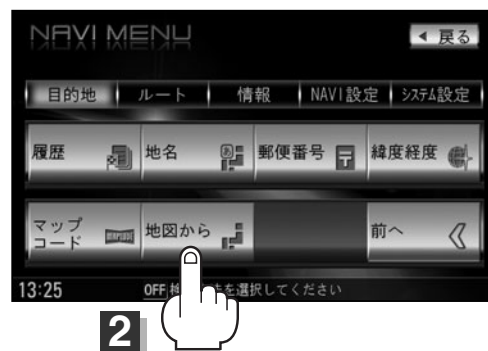 NAVI MENU
戻る
目的地 ルート 情報 NAVI設定 システム設定
履歴 地名 郵便番号 緯度経度
マップ
コード 地図から 前へ
13:25 OFF を選択してください
2